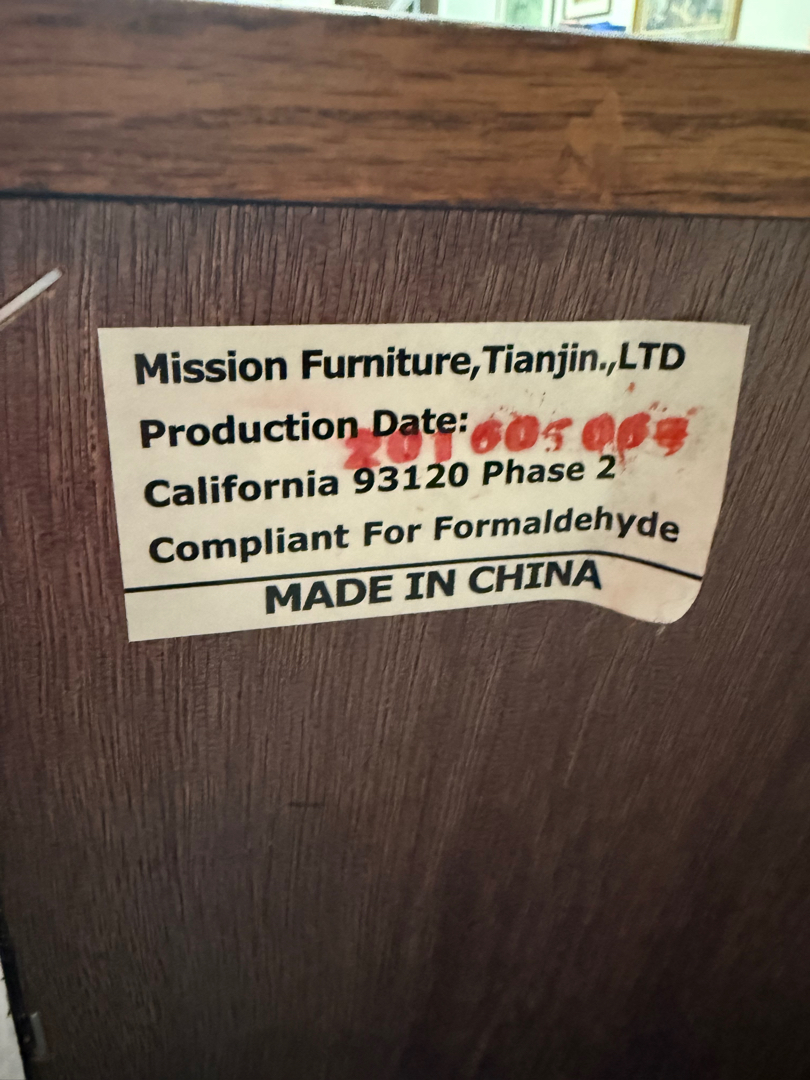 Mission Furniture,Tianjin.,LTD
Production Date:
California 93120 Phase 2
Compliant For Formaldehyde
MADE IN CHINA